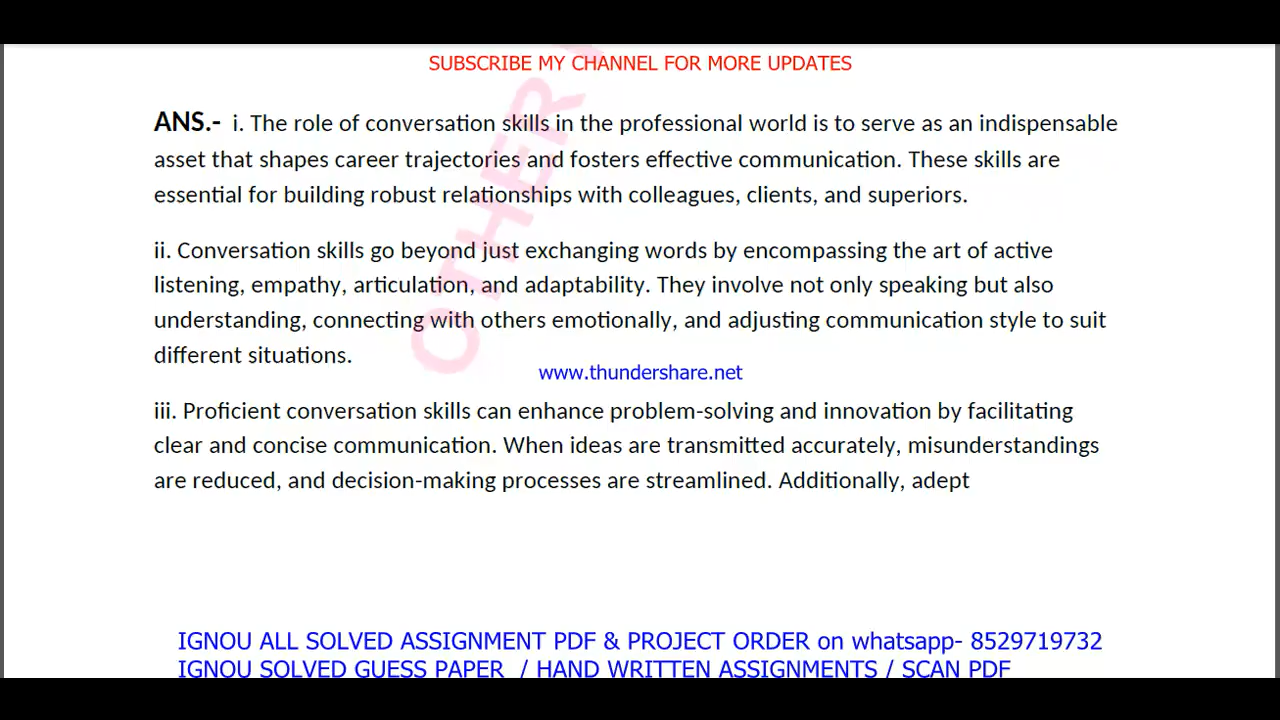 SUBSCRIBE MY CHANNEL FOR MORE UPDATES
ANS.- i. The role of conversation skills in the professional world is to serve as an indispensable
asset that shapes career trajectories and fosters effective communication. These skills are
essential for building robust relationships with colleagues, clients, and superiors.
ii. Conversation skills go beyond just exchanging words by encompassing the art of active
listening, empathy, articulation, and adaptability. They involve not only speaking but also
understanding, connecting with others emotionally, and adjusting communication style to suit
different situations.
www.thundershare.net
iii. Proficient conversation skills can enhance problem-solving and innovation by facilitating
clear and concise communication. When ideas are transmitted accurately, misunderstandings
are reduced, and decision-making processes are streamlined. Additionally, adept
OTHER
IGNOU ALL SOLVED ASSIGNMENT PDF & PROJECT ORDER on whatsapp- 8529719732
IGNOU SOLVED GUESS PAPER / HAND WRITTEN ASSIGNMENTS / SCAN PDF